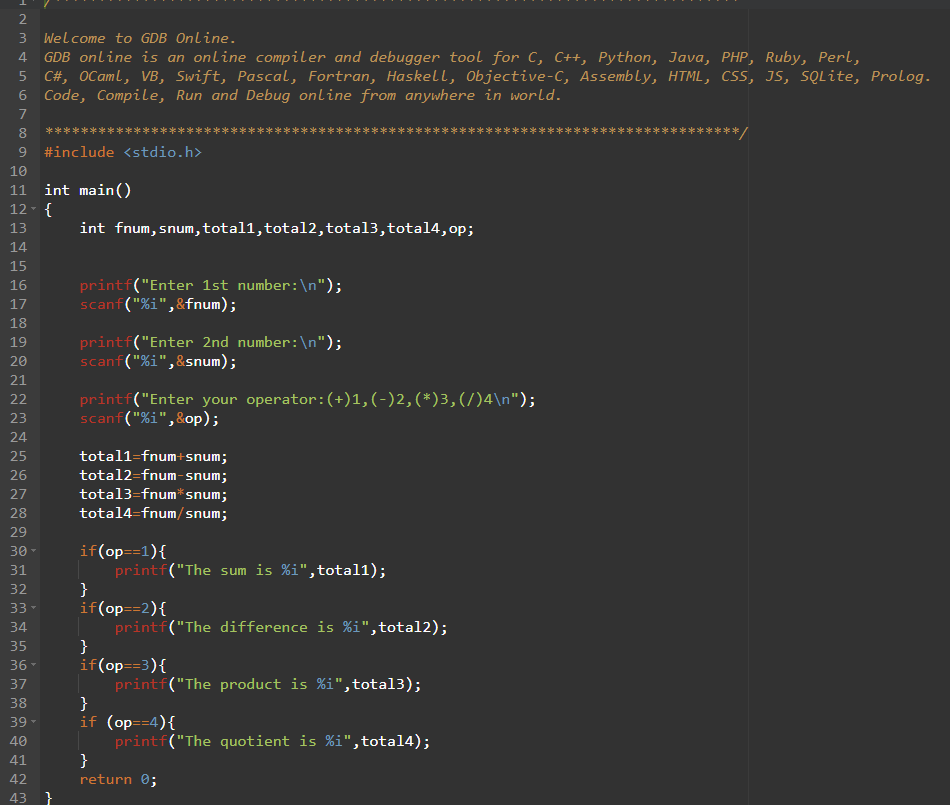 1 /******************************************************************************
2
3 Welcome to GDB Online.
4 GDB online is an online compiler and debugger tool for C, C++, Python, Java, PHP, Ruby, Perl,
5 C#, OCaml, VB, Swift, Pascal, Fortran, Haskell, Objective-C, Assembly, HTML, CSS, JS, SQLite, Prolog.
6 Code, Compile, Run and Debug online from anywhere in world.
7
8 *******************************************************************************/
9 #include <stdio.h>
10
11 int main()
12 {
13     int fnum,snum,total1,total2,total3,total4,op;
14
15
16     printf("Enter 1st number:\n");
17     scanf("%i",&fnum);
18
19     printf("Enter 2nd number:\n");
20     scanf("%i",&snum);
21
22     printf("Enter your operator:(+)1,(-)2,(*)3,(/)4\n");
23     scanf("%i",&op);
24
25     total1=fnum+snum;
26     total2=fnum-snum;
27     total3=fnum*snum;
28     total4=fnum/snum;
29
30     if(op==1){
31         printf("The sum is %i",total1);
32     }
33     if(op==2){
34         printf("The difference is %i",total2);
35     }
36     if(op==3){
37         printf("The product is %i",total3);
38     }
39     if (op==4){
40         printf("The quotient is %i",total4);
41     }
42     return 0;
43 }